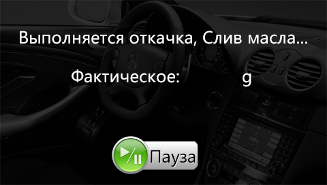 Выполняется откачка, Слив масла...
Фактическое: g
Пауза